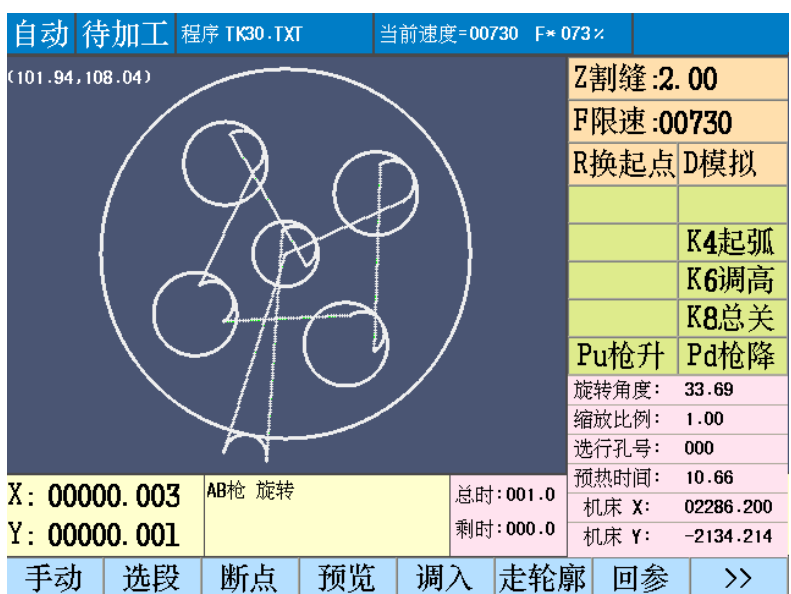 自动 待加工 程序 TK30.TXT 当前速度=00730 F*073%
(101.94,108.04)
Z割缝:2.00
F限速:00730
R换起点 D模拟
K4起弧
K6调高
K8总关
Pu枪升 Pd枪降
旋转角度: 33.69
缩放比例: 1.00
选行孔号: 000
预热时间: 10.66
机床 X: 02286.200
机床 Y: -2134.214
X: 00000.003
Y: 00000.001
AB枪 旋转
总时:001.0
剩时:000.0
手动 选段 断点 预览 调入 走轮廓 回参 >>